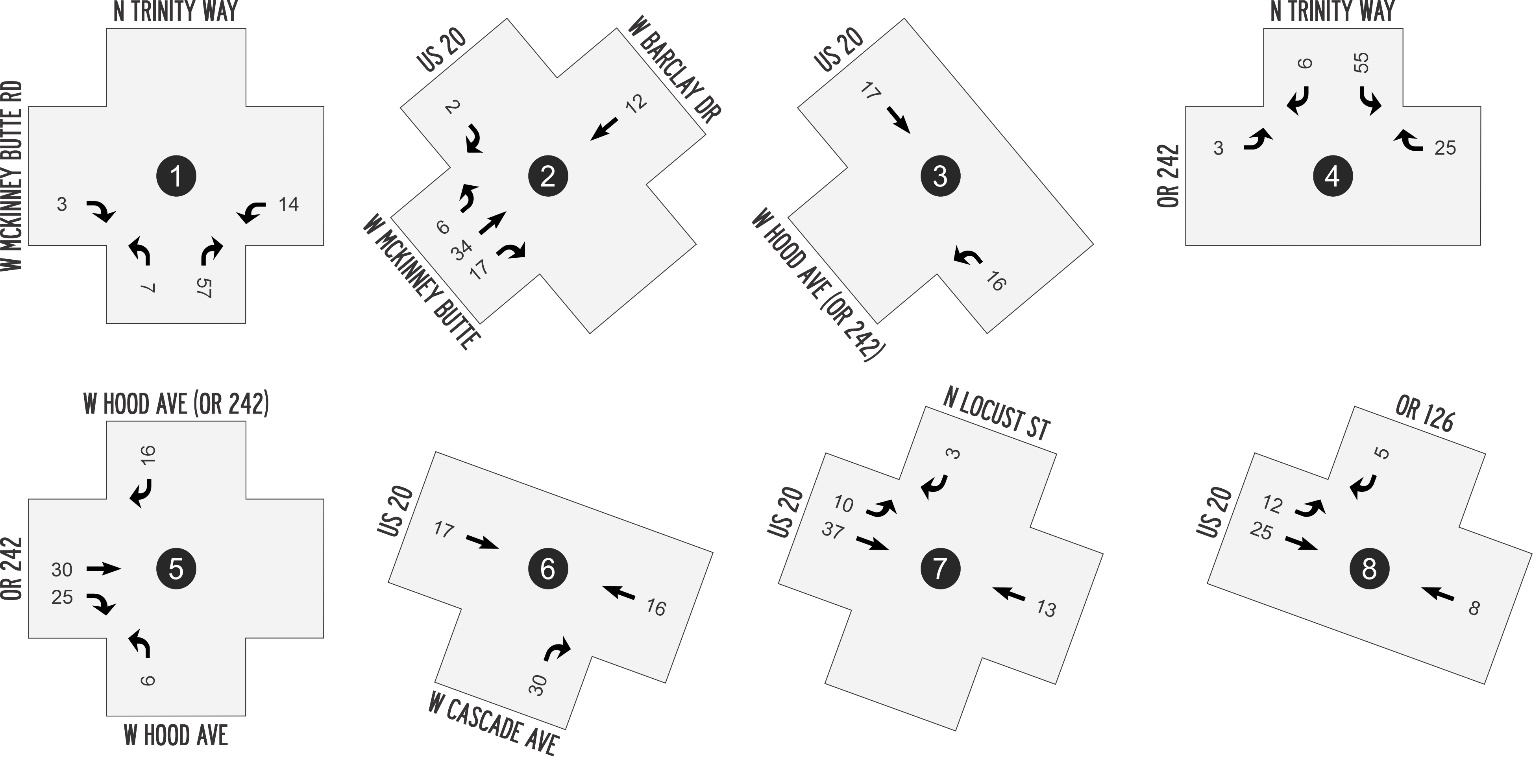 N TRINITY WAY
W MCKINNEY BUTTE RD
3
14
7
57
1
US 20
W BARCLAY DR
W MCKINNEY BUTTE
2
12
6
34
17
2
US 20
W HOOD AVE (OR 242)
17
16
3
N TRINITY WAY
OR 242
6
55
3
25
4
W HOOD AVE (OR 242)
OR 242
W HOOD AVE
16
30
25
9
5
US 20
W CASCADE AVE
17
16
30
6
N LOCUST ST
US 20
3
10
37
13
7
OR 126
US 20
5
12
25
8
8